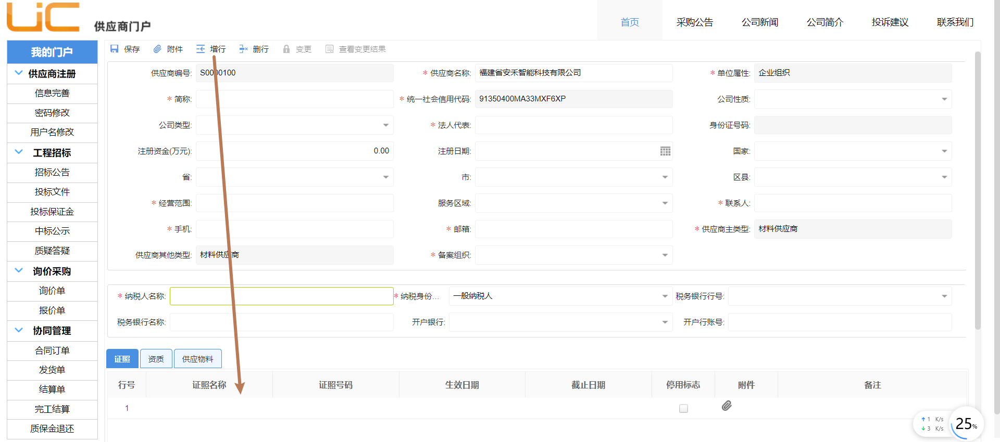 UC 供应商门户
首页 采购公告 公司新闻 公司简介 投诉建议 联系我们
我的门户
供应商注册
信息完善
密码修改
用户名修改
工程招标
招标公告
投标文件
投标保证金
中标公示
质疑答疑
询价采购
询价单
报价单
协同管理
合同订单
发货单
结算单
完工结算
质保金退还
保存 附件 增行 删行 变更 查看变更结果
供应商编号: S0000100 * 供应商名称: 福建省安禾智能科技有限公司 * 单位属性: 企业组织
* 简称: * 统一社会信用代码: 91350400MA33MXF6XP 公司性质:
公司类型: * 法人代表: 身份证号码:
注册资金(万元): 0.00 注册日期: 国家:
省: 市: 区县:
* 经营范围: 服务区域: * 联系人:
* 手机: * 邮箱: * 供应商主类型: 材料供应商
供应商其他类型: 材料供应商 * 备案组织:
* 纳税人名称: * 纳税身份... 一般纳税人 税务银行行号:
税务银行名称: 开户银行: 开户行账号:
证照 资质 供应物料
行号 证照名称 证照号码 生效日期 截止日期 停用标志 附件 备注
1
↑ 1 K/s
↓ 3 K/s
25%